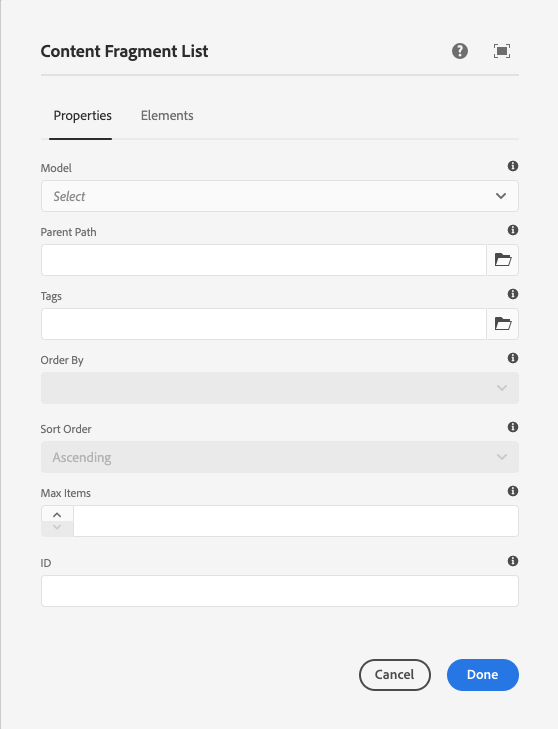 Content Fragment List
Properties Elements
Model
Select
Parent Path
Tags
Order By
Sort Order
Ascending
Max Items
ID
Cancel Done